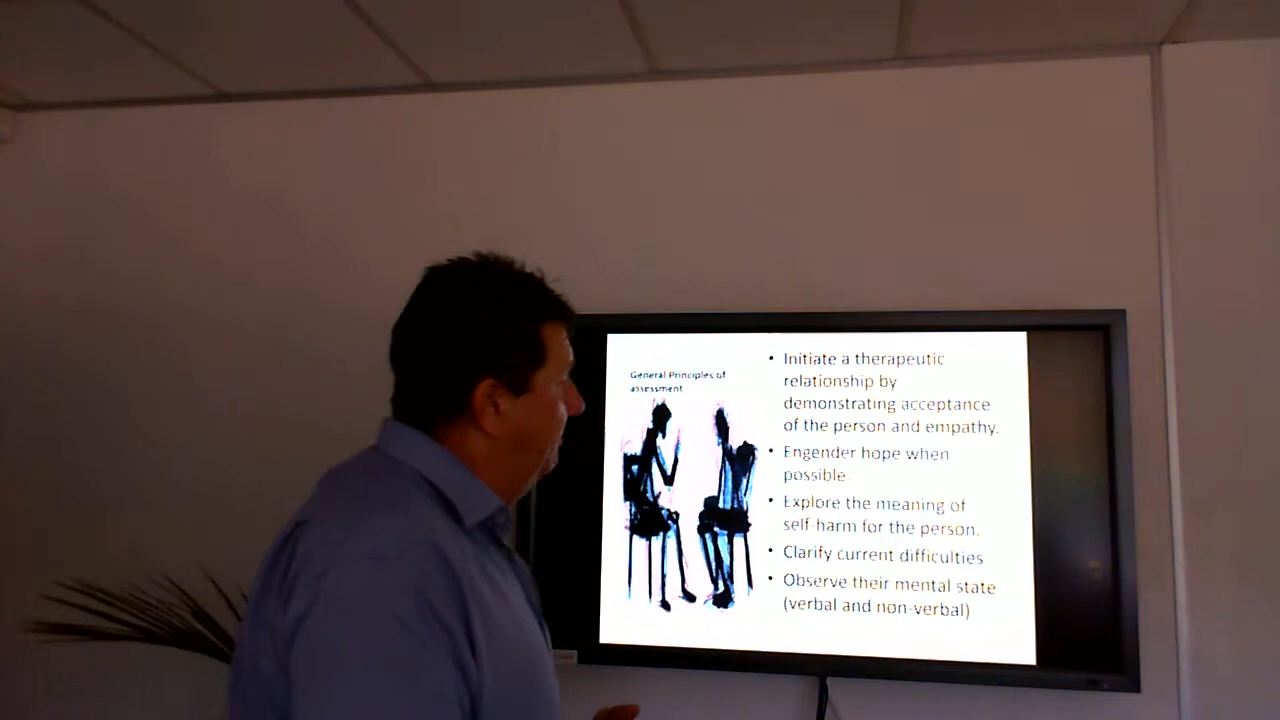 General Principles of
assessment
• Initiate a therapeutic
relationship by
demonstrating acceptance
of the person and empathy.
• Engender hope when
possible.
• Explore the meaning of
self-harm for the person.
• Clarify current difficulties
• Observe their mental state
(verbal and non-verbal)